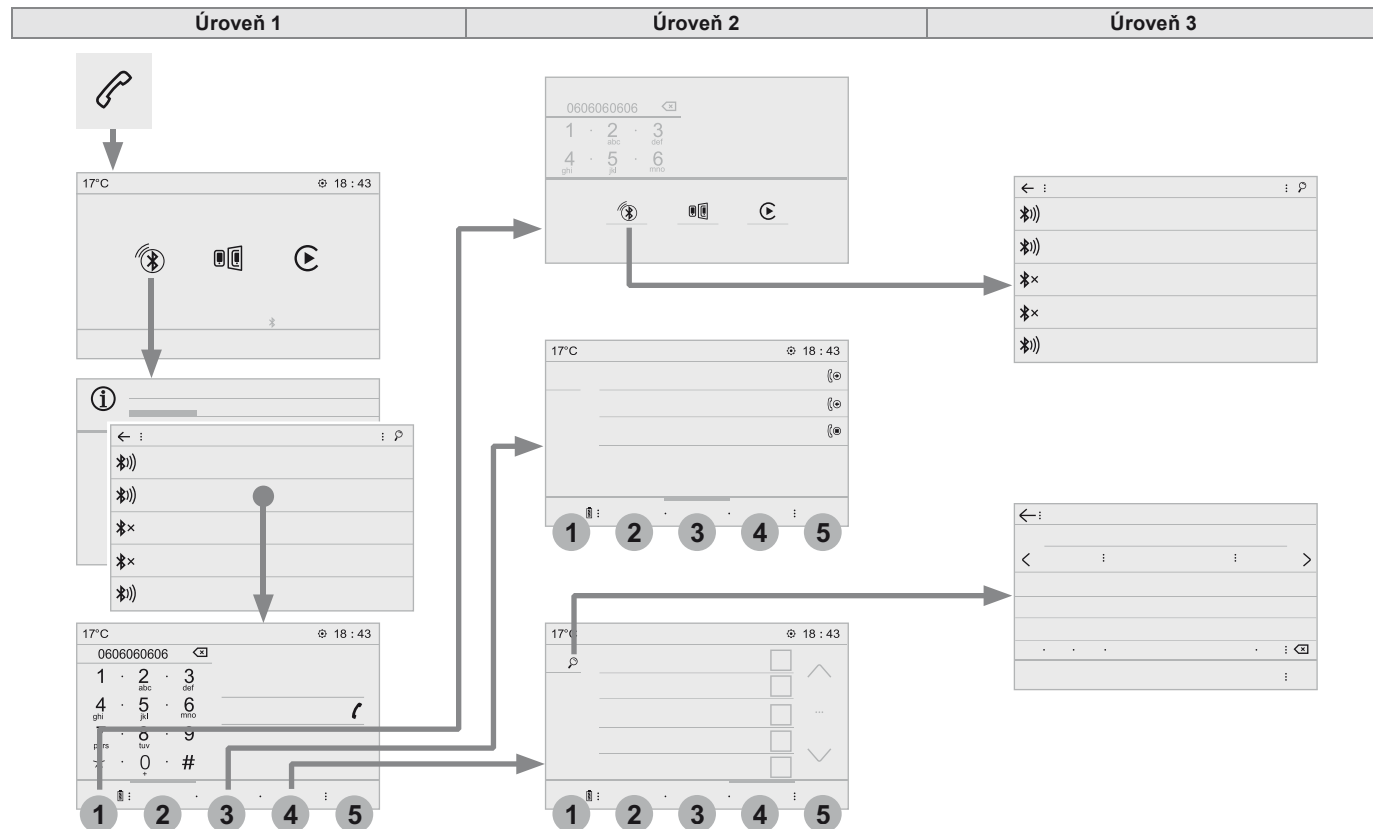 Úroveň 1
Úroveň 2
Úroveň 3
17°C 18 : 43
17°C 18 : 43
0606060606
1 · 2 · 3
abc def
4 · 5 · 6
ghi jkl mno
· 8 · 9
tuv
· 0 · #
+
1 2 3 4 5
0606060606
1 · 2 · 3
abc def
4 · 5 · 6
ghi jkl mno
17°C 18 : 43
1 2 3 4 5
17°C 18 : 43
1 2 3 4 5